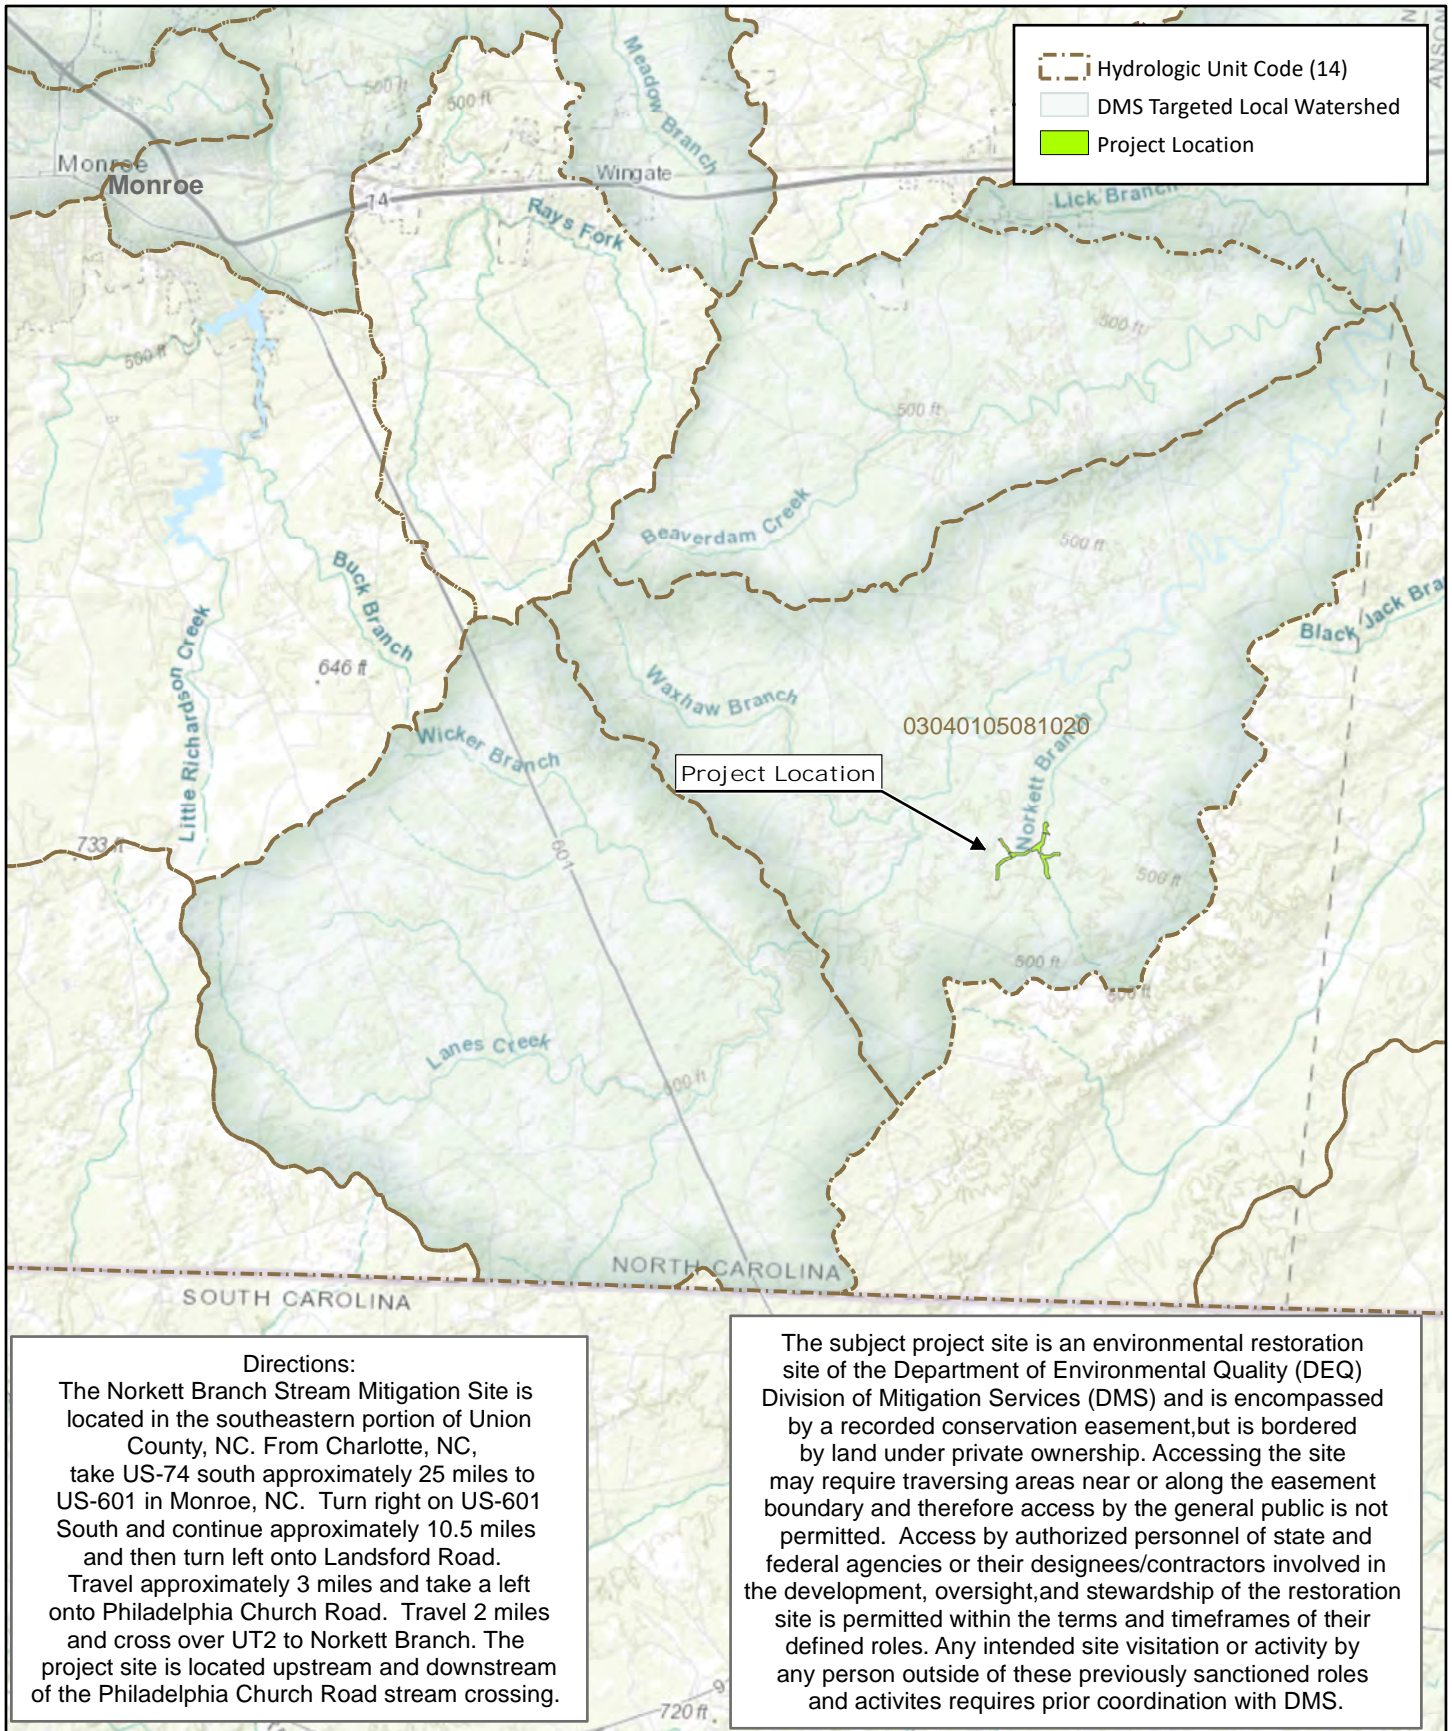 Hydrologic Unit Code (14)
DMS Targeted Local Watershed
Project Location
ANSON
500 ft
500 ft
Meadow Branch
Monroe
Monroe
Wingate
74
Rays Fork
Lick Branch
500 ft
500 ft
500 ft
Beaverdam Creek
500 ft
Buck Branch
Little Richardson Creek
646 ft
Black Jack Bra
Waxhaw Branch
Wicker Branch
03040105081020
Norkett Branch
Project Location
733 ft
601
500 ft
500 ft
500 ft
Lanes Creek
500 ft
NORTH CAROLINA
SOUTH CAROLINA
Directions:
The Norkett Branch Stream Mitigation Site is
located in the southeastern portion of Union
County, NC. From Charlotte, NC,
take US-74 south approximately 25 miles to
US-601 in Monroe, NC. Turn right on US-601
South and continue approximately 10.5 miles
and then turn left onto Landsford Road.
Travel approximately 3 miles and take a left
onto Philadelphia Church Road. Travel 2 miles
and cross over UT2 to Norkett Branch. The
project site is located upstream and downstream
of the Philadelphia Church Road stream crossing.
The subject project site is an environmental restoration
site of the Department of Environmental Quality (DEQ)
Division of Mitigation Services (DMS) and is encompassed
by a recorded conservation easement,but is bordered
by land under private ownership. Accessing the site
may require traversing areas near or along the easement
boundary and therefore access by the general public is not
permitted. Access by authorized personnel of state and
federal agencies or their designees/contractors involved in
the development, oversight,and stewardship of the restoration
site is permitted within the terms and timeframes of their
defined roles. Any intended site visitation or activity by
any person outside of these previously sanctioned roles
and activites requires prior coordination with DMS.
720 ft